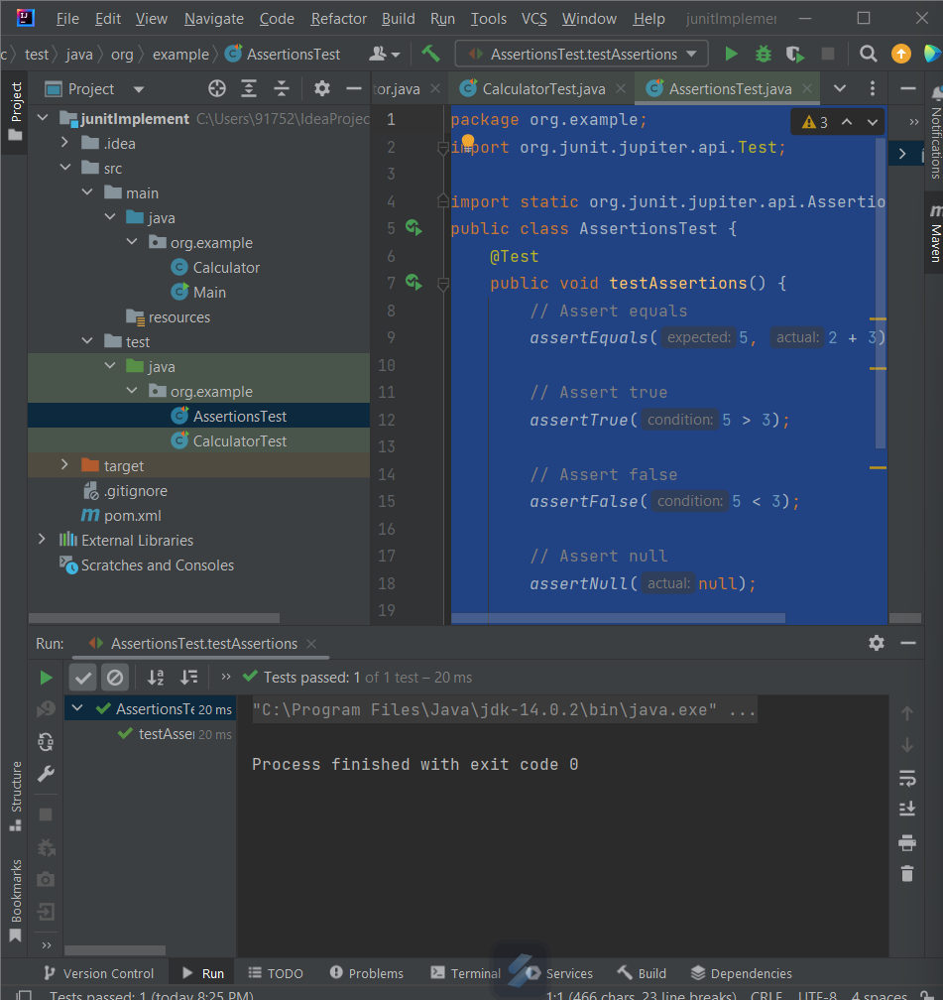 File Edit View Navigate Code Refactor Build Run Tools VCS Window Help junitImplemen
c test java org example AssertionsTest AssertionsTest.testAssertions
Project
Project tor.java CalculatorTest.java AssertionsTest.java
junitImplement C:\Users\91752\IdeaProjec
.idea
src
main
java
org.example
Calculator
Main
resources
test
java
org.example
AssertionsTest
CalculatorTest
target
.gitignore
pom.xml
External Libraries
Scratches and Consoles
1 package org.example; 3
2 import org.junit.jupiter.api.Test;
3
4 import static org.junit.jupiter.api.Assertio
5 public class AssertionsTest {
6 @Test
7 public void testAssertions() {
8 // Assert equals
9 assertEquals( expected: 5, actual: 2 + 3)
10
11 // Assert true
12 assertTrue( condition: 5 > 3);
13
14 // Assert false
15 assertFalse( condition: 5 < 3);
16
17 // Assert null
18 assertNull( actual: null);
19
Notifications
Maven
Run: AssertionsTest.testAssertions
Tests passed: 1 of 1 test – 20 ms
AssertionsTe 20 ms
testAsser 20 ms
"C:\Program Files\Java\jdk-14.0.2\bin\java.exe" ...
Process finished with exit code 0
Structure
Bookmarks
Version Control Run TODO Problems Terminal Services Build Dependencies
Tests passed: 1 (today 8:25 PM) 1:1 (466 chars, 23 line breaks) CRLF UTF-8 4 spaces